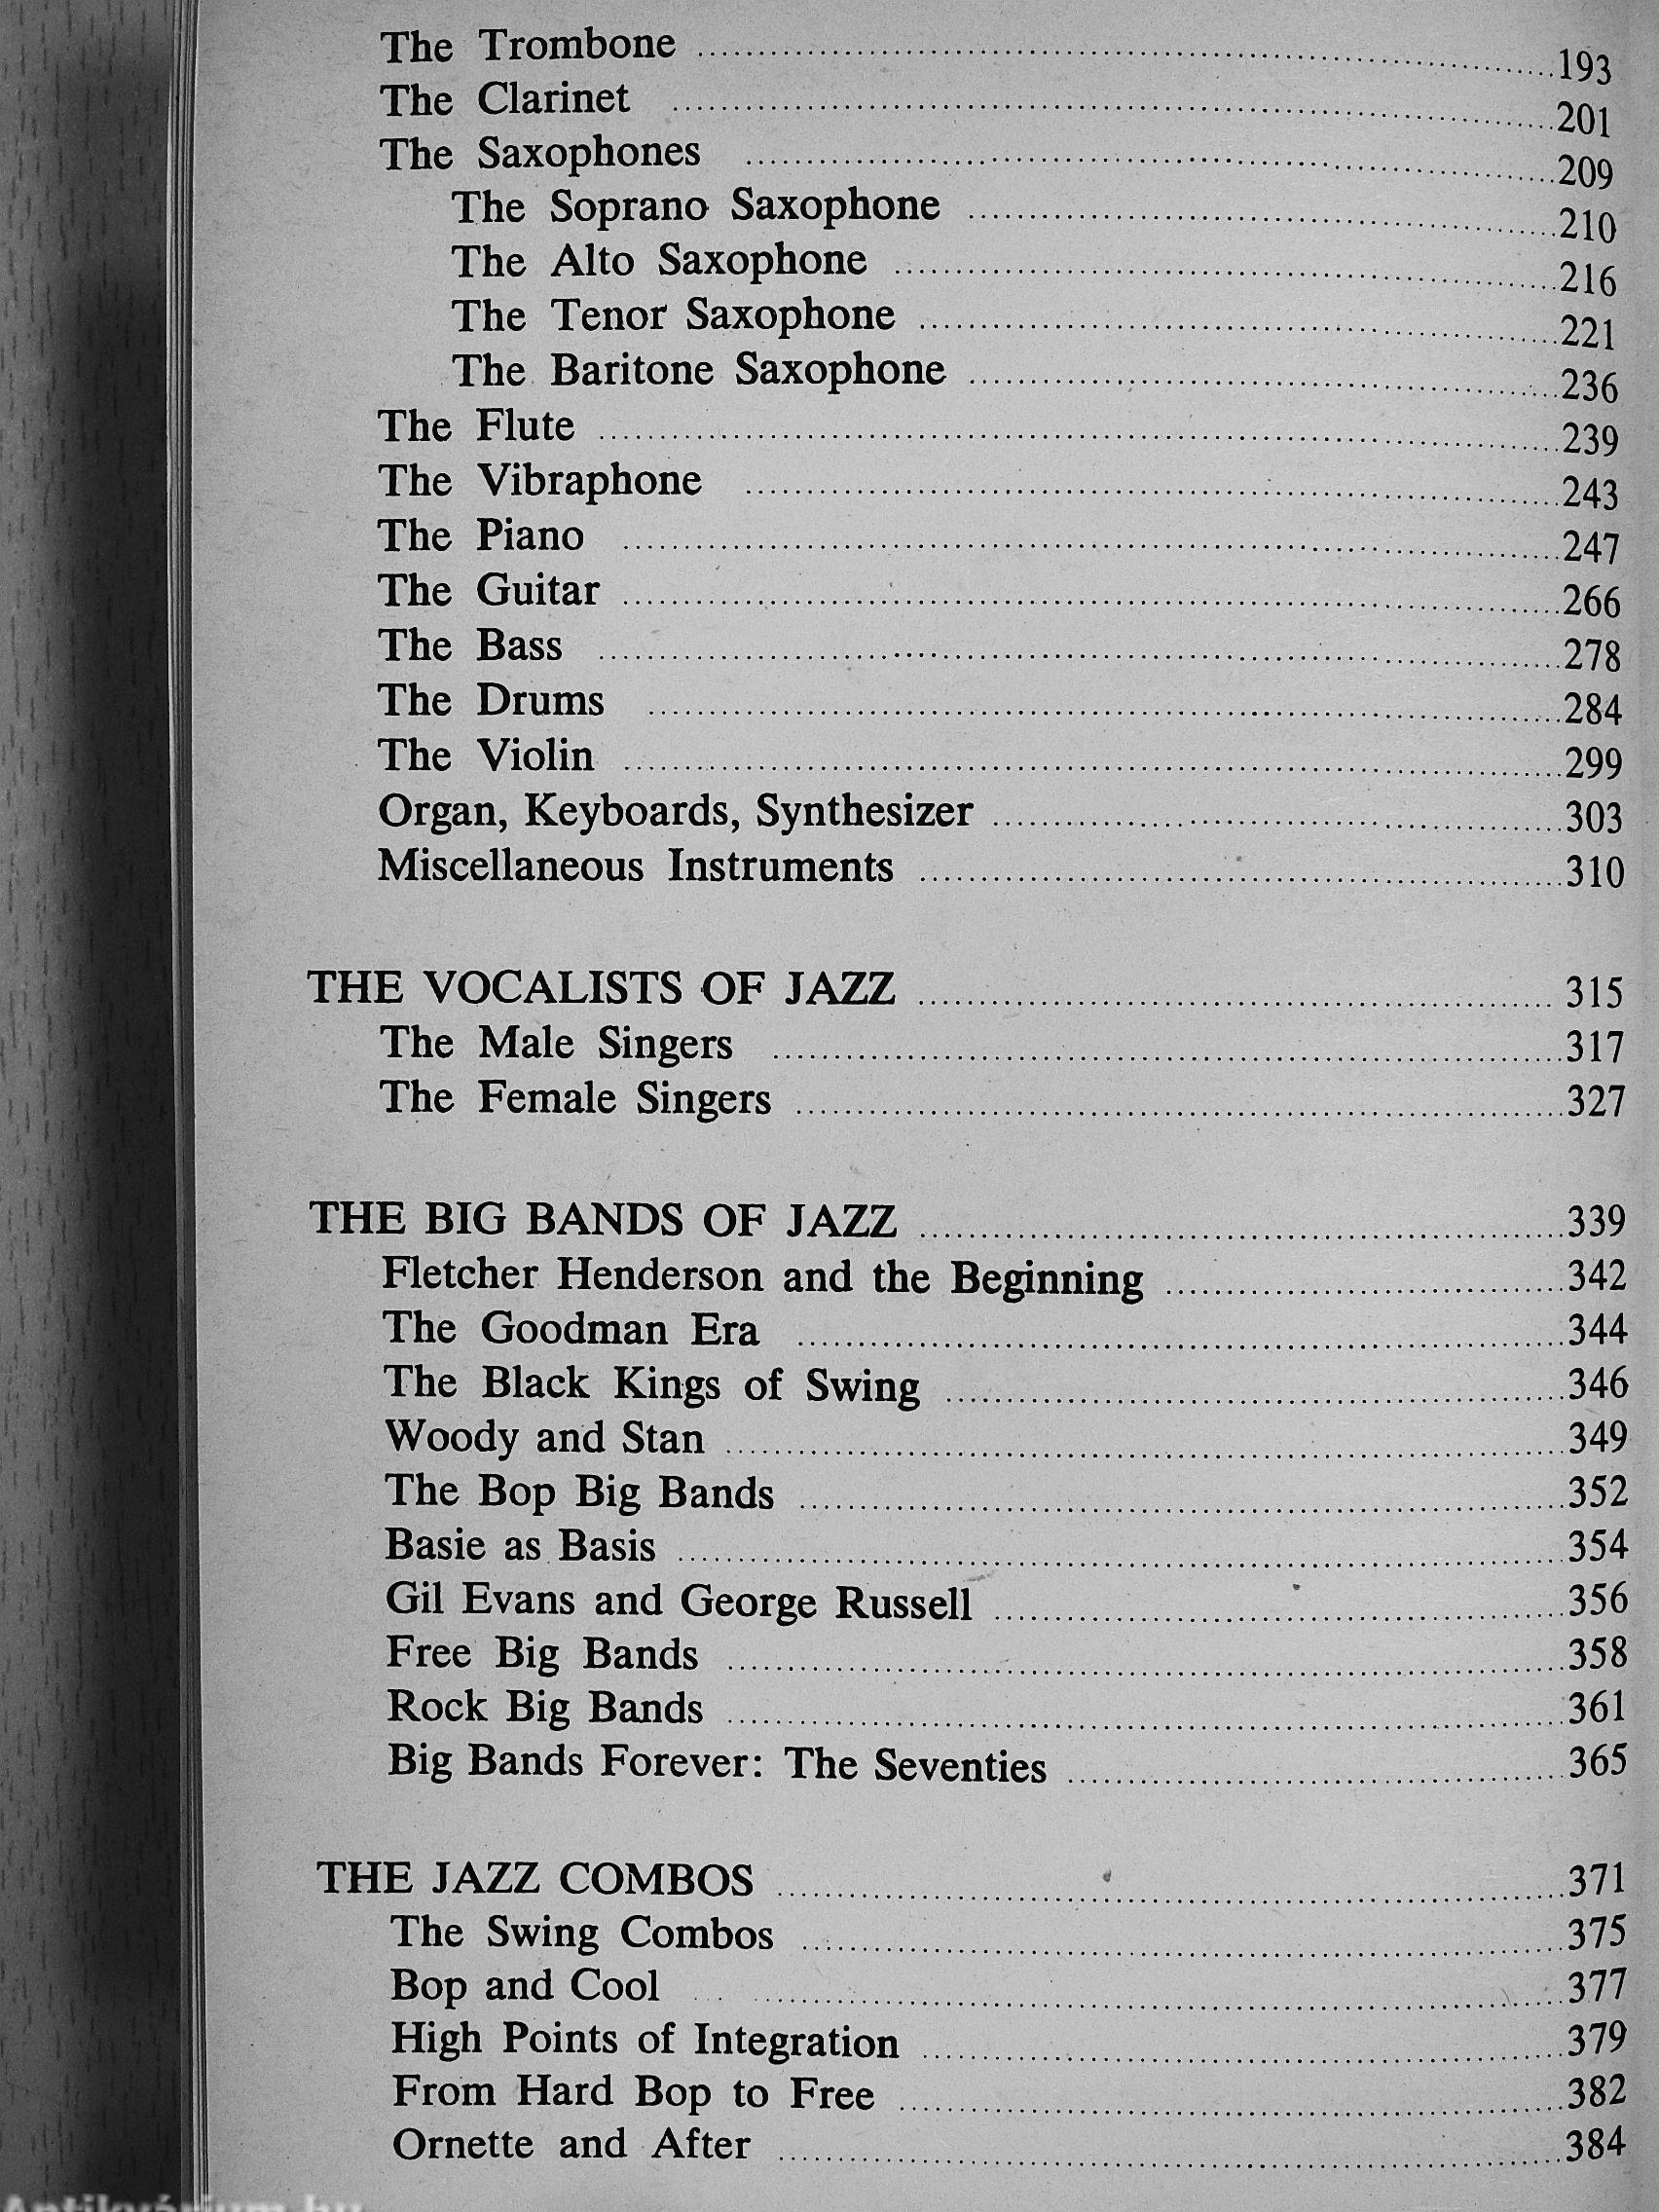 The Trombone 193
The Clarinet 201
The Saxophones 209
The Soprano Saxophone 210
The Alto Saxophone 216
The Tenor Saxophone 221
The Baritone Saxophone 236
The Flute 239
The Vibraphone 243
The Piano 247
The Guitar 266
The Bass 278
The Drums 284
The Violin 299
Organ, Keyboards, Synthesizer 303
Miscellaneous Instruments 310
THE VOCALISTS OF JAZZ 315
The Male Singers 317
The Female Singers 327
THE BIG BANDS OF JAZZ 339
Fletcher Henderson and the Beginning 342
The Goodman Era 344
The Black Kings of Swing 346
Woody and Stan 349
The Bop Big Bands 352
Basie as Basis 354
Gil Evans and George Russell 356
Free Big Bands 358
Rock Big Bands 361
Big Bands Forever: The Seventies 365
THE JAZZ COMBOS 371
The Swing Combos 375
Bop and Cool 377
High Points of Integration 379
From Hard Bop to Free 382
Ornette and After 384